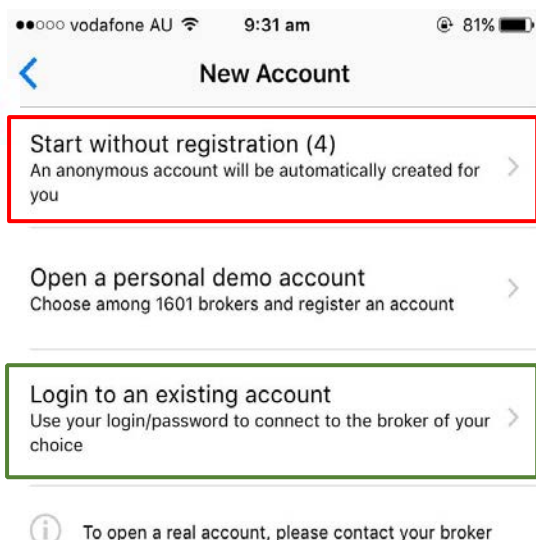 vodafone AU 9:31 am 81%
New Account
Start without registration (4)
An anonymous account will be automatically created for
you
Open a personal demo account
Choose among 1601 brokers and register an account
Login to an existing account
Use your login/password to connect to the broker of your
choice
To open a real account, please contact your broker